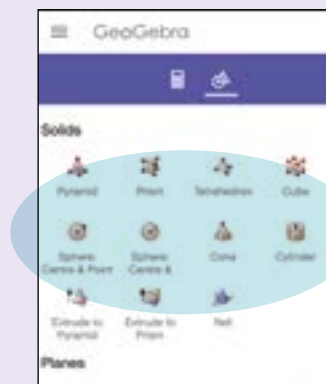 GeoGebra
Solids
Pyramid Prism Tetrahedron Cube
Sphere: Sphere: Cone Cylinder
Centre & Point Centre &
Extrude to Extrude to Net
Pyramid Prism
Planes